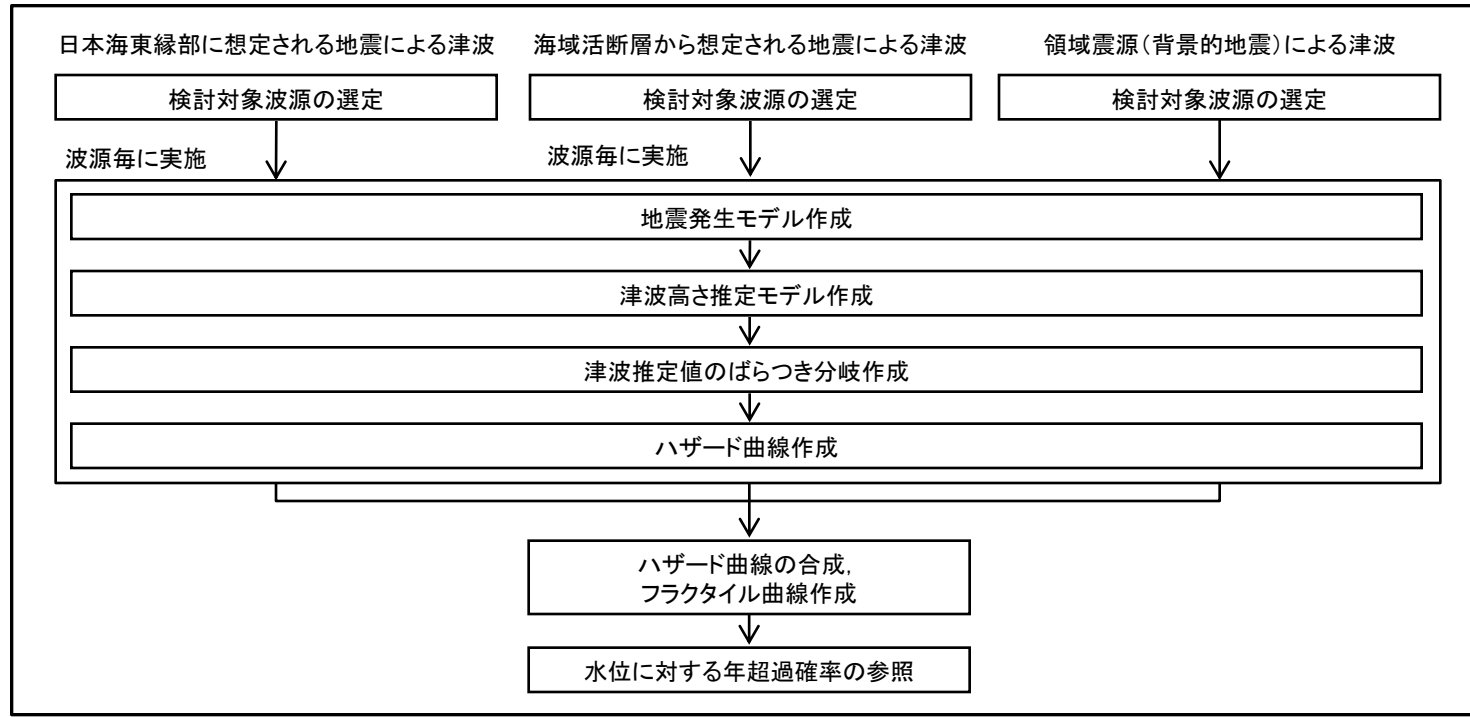 日本海東縁部に想定される地震による津波
海域活断層から想定される地震による津波
領域震源(背景的地震)による津波
検討対象波源の選定
検討対象波源の選定
検討対象波源の選定
波源毎に実施
波源毎に実施
地震発生モデル作成
津波高さ推定モデル作成
津波推定値のばらつき分岐作成
ハザード曲線作成
ハザード曲線の合成,
フラクタイル曲線作成
水位に対する年超過確率の参照